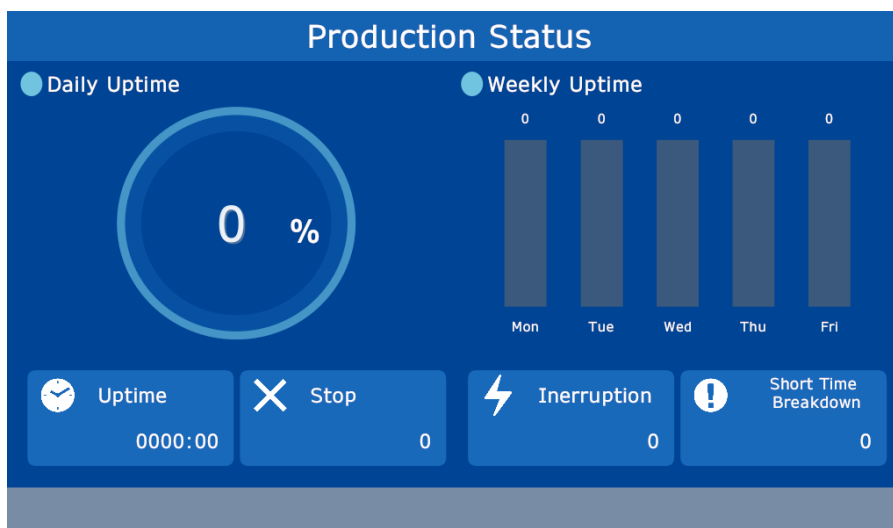 Production Status
Daily Uptime
0 %
Weekly Uptime
0 0 0 0 0
Mon Tue Wed Thu Fri
Uptime
0000:00
Stop
0
Inerruption
0
Short Time
Breakdown
0